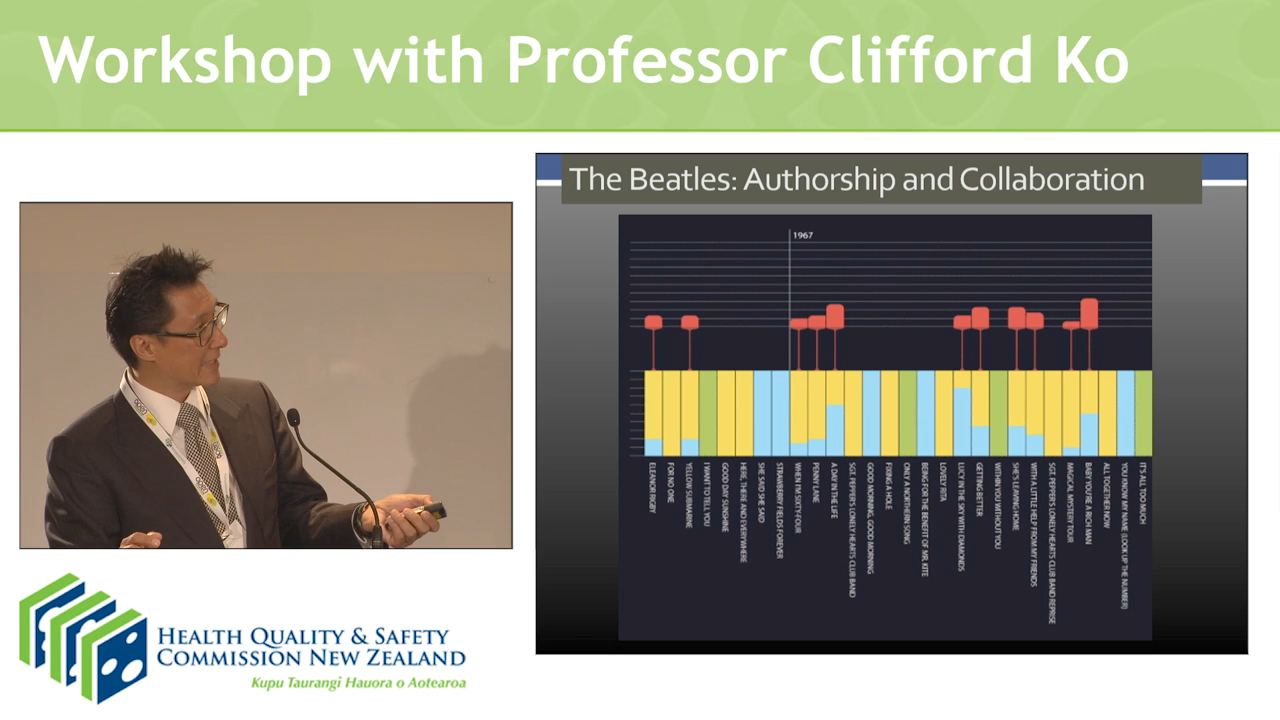 Workshop with Professor Clifford Ko
The Beatles: Authorship and Collaboration
1967
ELEANOR RIGBY
FOR NO ONE
YELLOW SUBMARINE
I WANT TO TELL YOU
GOOD DAY SUNSHINE
HERE, THERE AND EVERYWHERE
SHE SAID SHE SAID
STRAWBERRY FIELDS FOREVER
WHEN I'M SIXTY-FOUR
PENNY LANE
A DAY IN THE LIFE
SGT. PEPPER'S LONELY HEARTS CLUB BAND
GOOD MORNING, GOOD MORNING
FIXING A HOLE
ONLY A NORTHERN SONG
BEING FOR THE BENEFIT OF MR. KITE
LOVELY RITA
LUCY IN THE SKY WITH DIAMONDS
GETTING BETTER
WITHIN YOU WITHOUT YOU
SHE'S LEAVING HOME
WITH A LITTLE HELP FROM MY FRIENDS
SGT. PEPPER'S LONELY HEARTS CLUB BAND REPRISE
MAGICAL MYSTERY TOUR
BABY YOU'RE A RICH MAN
ALL TOGETHER NOW
YOU KNOW MY NAME (LOOK UP THE NUMBER)
IT'S ALL TOO MUCH
HEALTH QUALITY & SAFETY
COMMISSION NEW ZEALAND
Kupu Taurangi Hauora o Aotearoa